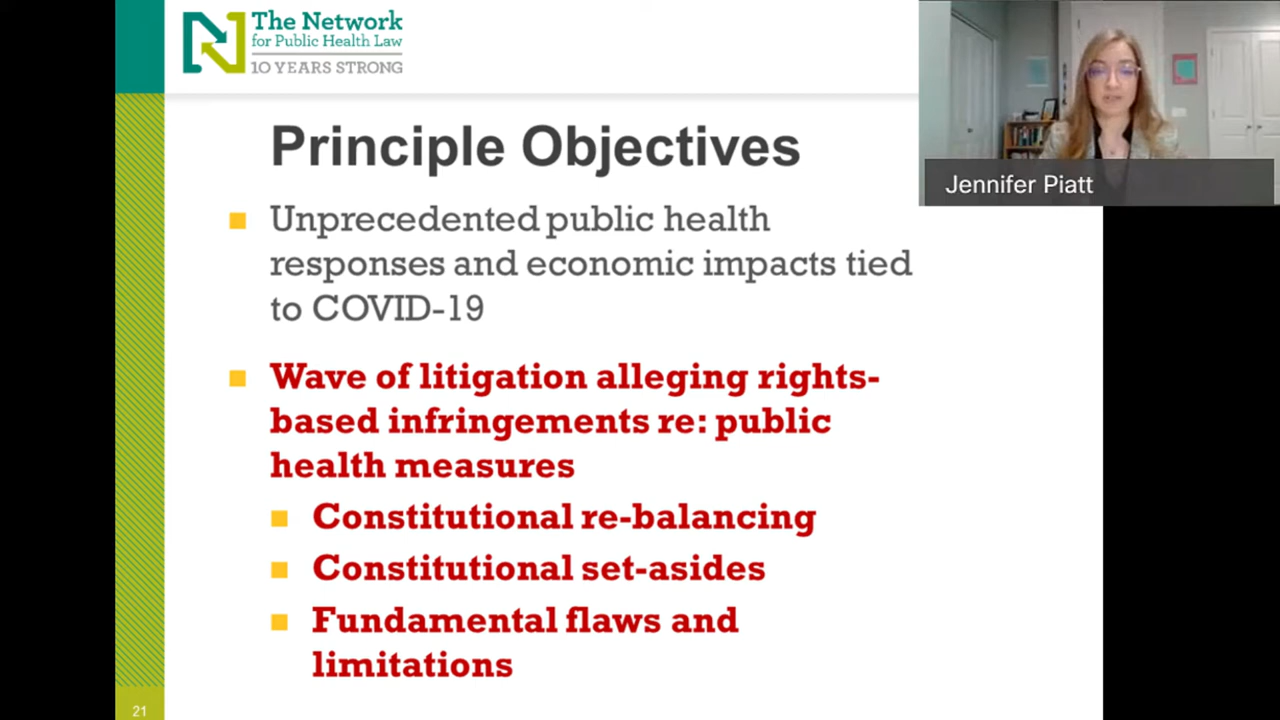 The Network
for Public Health Law
10 YEARS STRONG
Principle Objectives
Unprecedented public health
responses and economic impacts tied
to COVID-19
Wave of litigation alleging rights-
based infringements re: public
health measures
Constitutional re-balancing
Constitutional set-asides
Fundamental flaws and
limitations
21
Jennifer Piatt